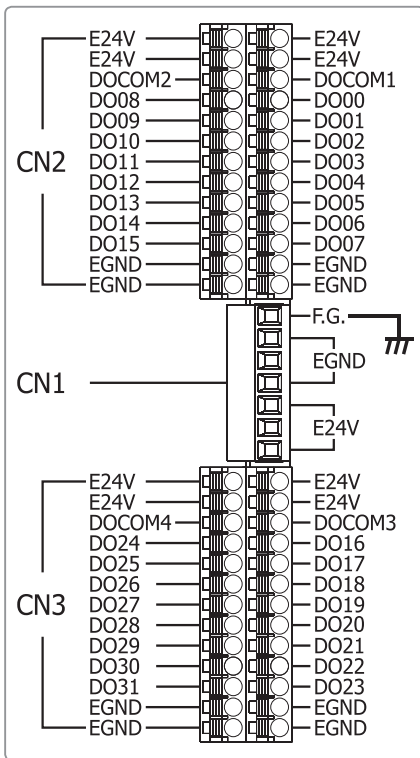 E24V E24V
E24V E24V
DOCOM2 DOCOM1
DO08 DO00
DO09 DO01
DO10 DO02
CN2 DO11 DO03
DO12 DO04
DO13 DO05
DO14 DO06
DO15 DO07
EGND EGND
EGND EGND
F.G.
EGND
CN1
E24V
E24V E24V
E24V E24V
DOCOM4 DOCOM3
DO24 DO16
DO25 DO17
DO26 DO18
CN3 DO27 DO19
DO28 DO20
DO29 DO21
DO30 DO22
DO31 DO23
EGND EGND
EGND EGND